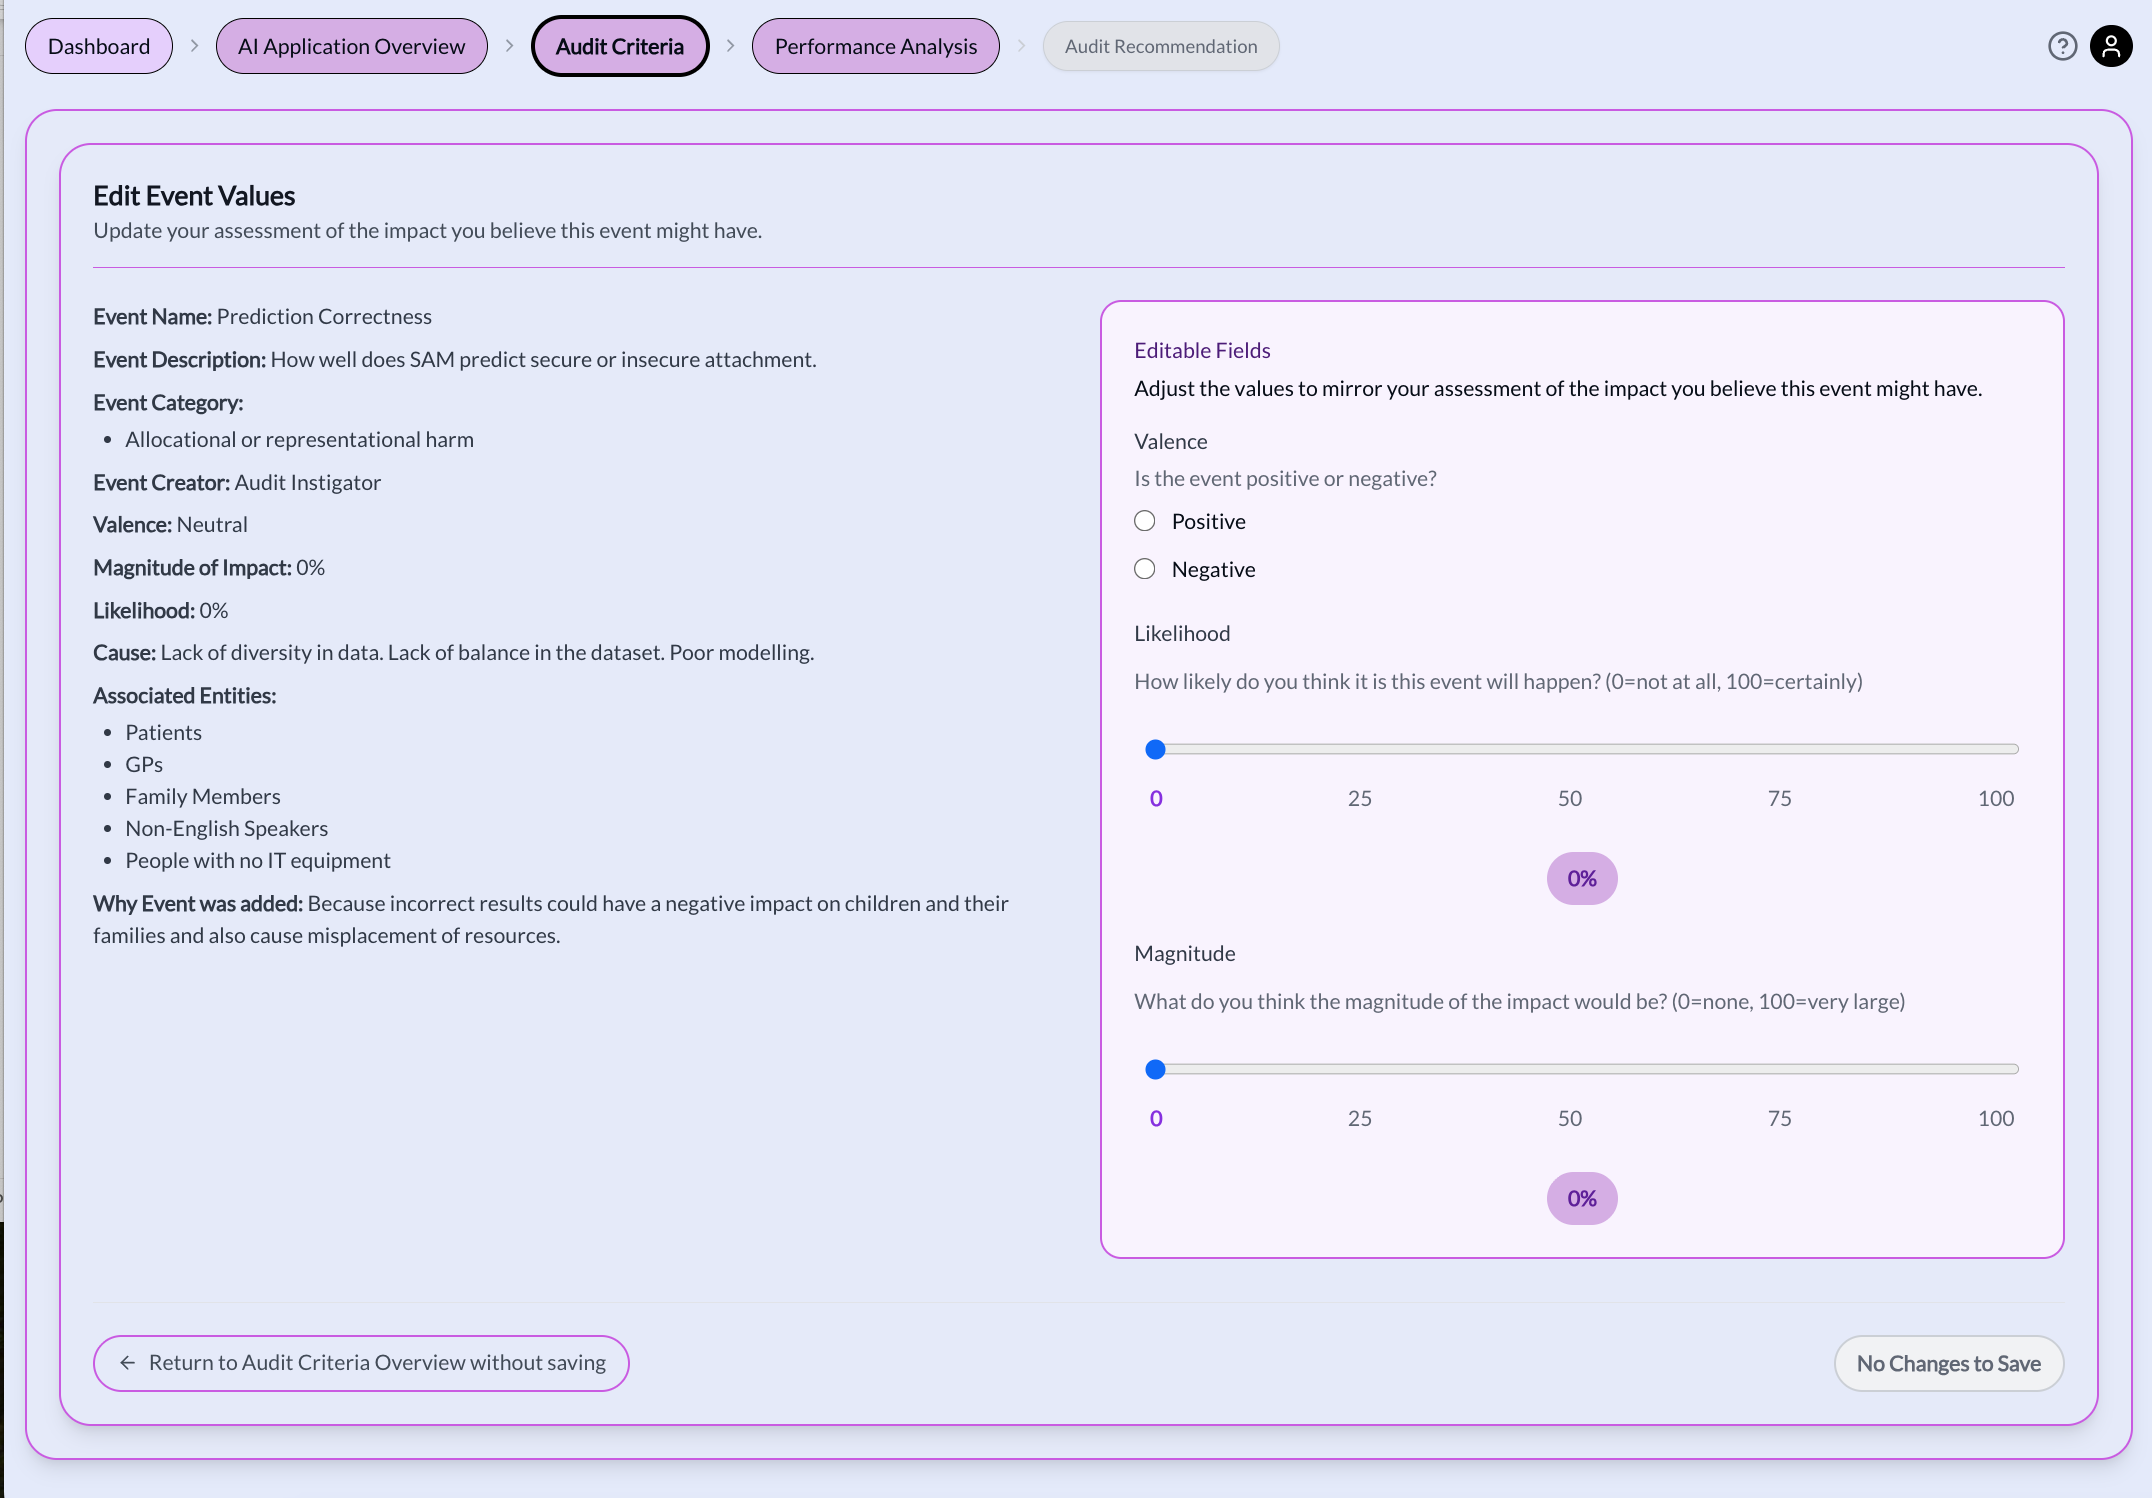 Dashboard
AI Application Overview
Audit Criteria
Performance Analysis
Audit Recommendation
Edit Event Values
Update your assessment of the impact you believe this event might have.
Event Name: Prediction Correctness
Event Description: How well does SAM predict secure or insecure attachment.
Event Category:
• Allocational or representational harm
Event Creator: Audit Instigator
Valence: Neutral
Magnitude of Impact: 0%
Likelihood: 0%
Cause: Lack of diversity in data. Lack of balance in the dataset. Poor modelling.
Associated Entities:
• Patients
• GPs
• Family Members
• Non-English Speakers
• People with no IT equipment
Why Event was added: Because incorrect results could have a negative impact on children and their
families and also cause misplacement of resources.
Editable Fields
Adjust the values to mirror your assessment of the impact you believe this event might have.
Valence
Is the event positive or negative?
Positive
Negative
Likelihood
How likely do you think it is this event will happen? (0=not at all, 100=certainly)
0 25 50 75 100
0%
Magnitude
What do you think the magnitude of the impact would be? (0=none, 100=very large)
0 25 50 75 100
0%
← Return to Audit Criteria Overview without saving
No Changes to Save